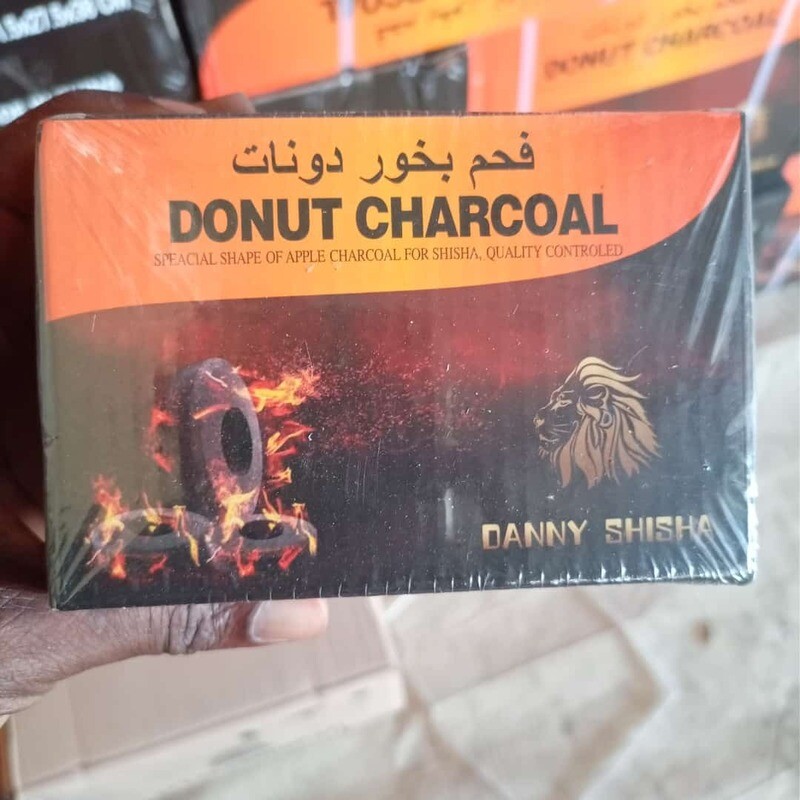 DONUT CHARCOAL
فحم بخور دونات
DONUT CHARCOAL
SPEACIAL SHAPE OF APPLE CHARCOAL FOR SHISHA, QUALITY CONTROLED
DANNY SHISHA